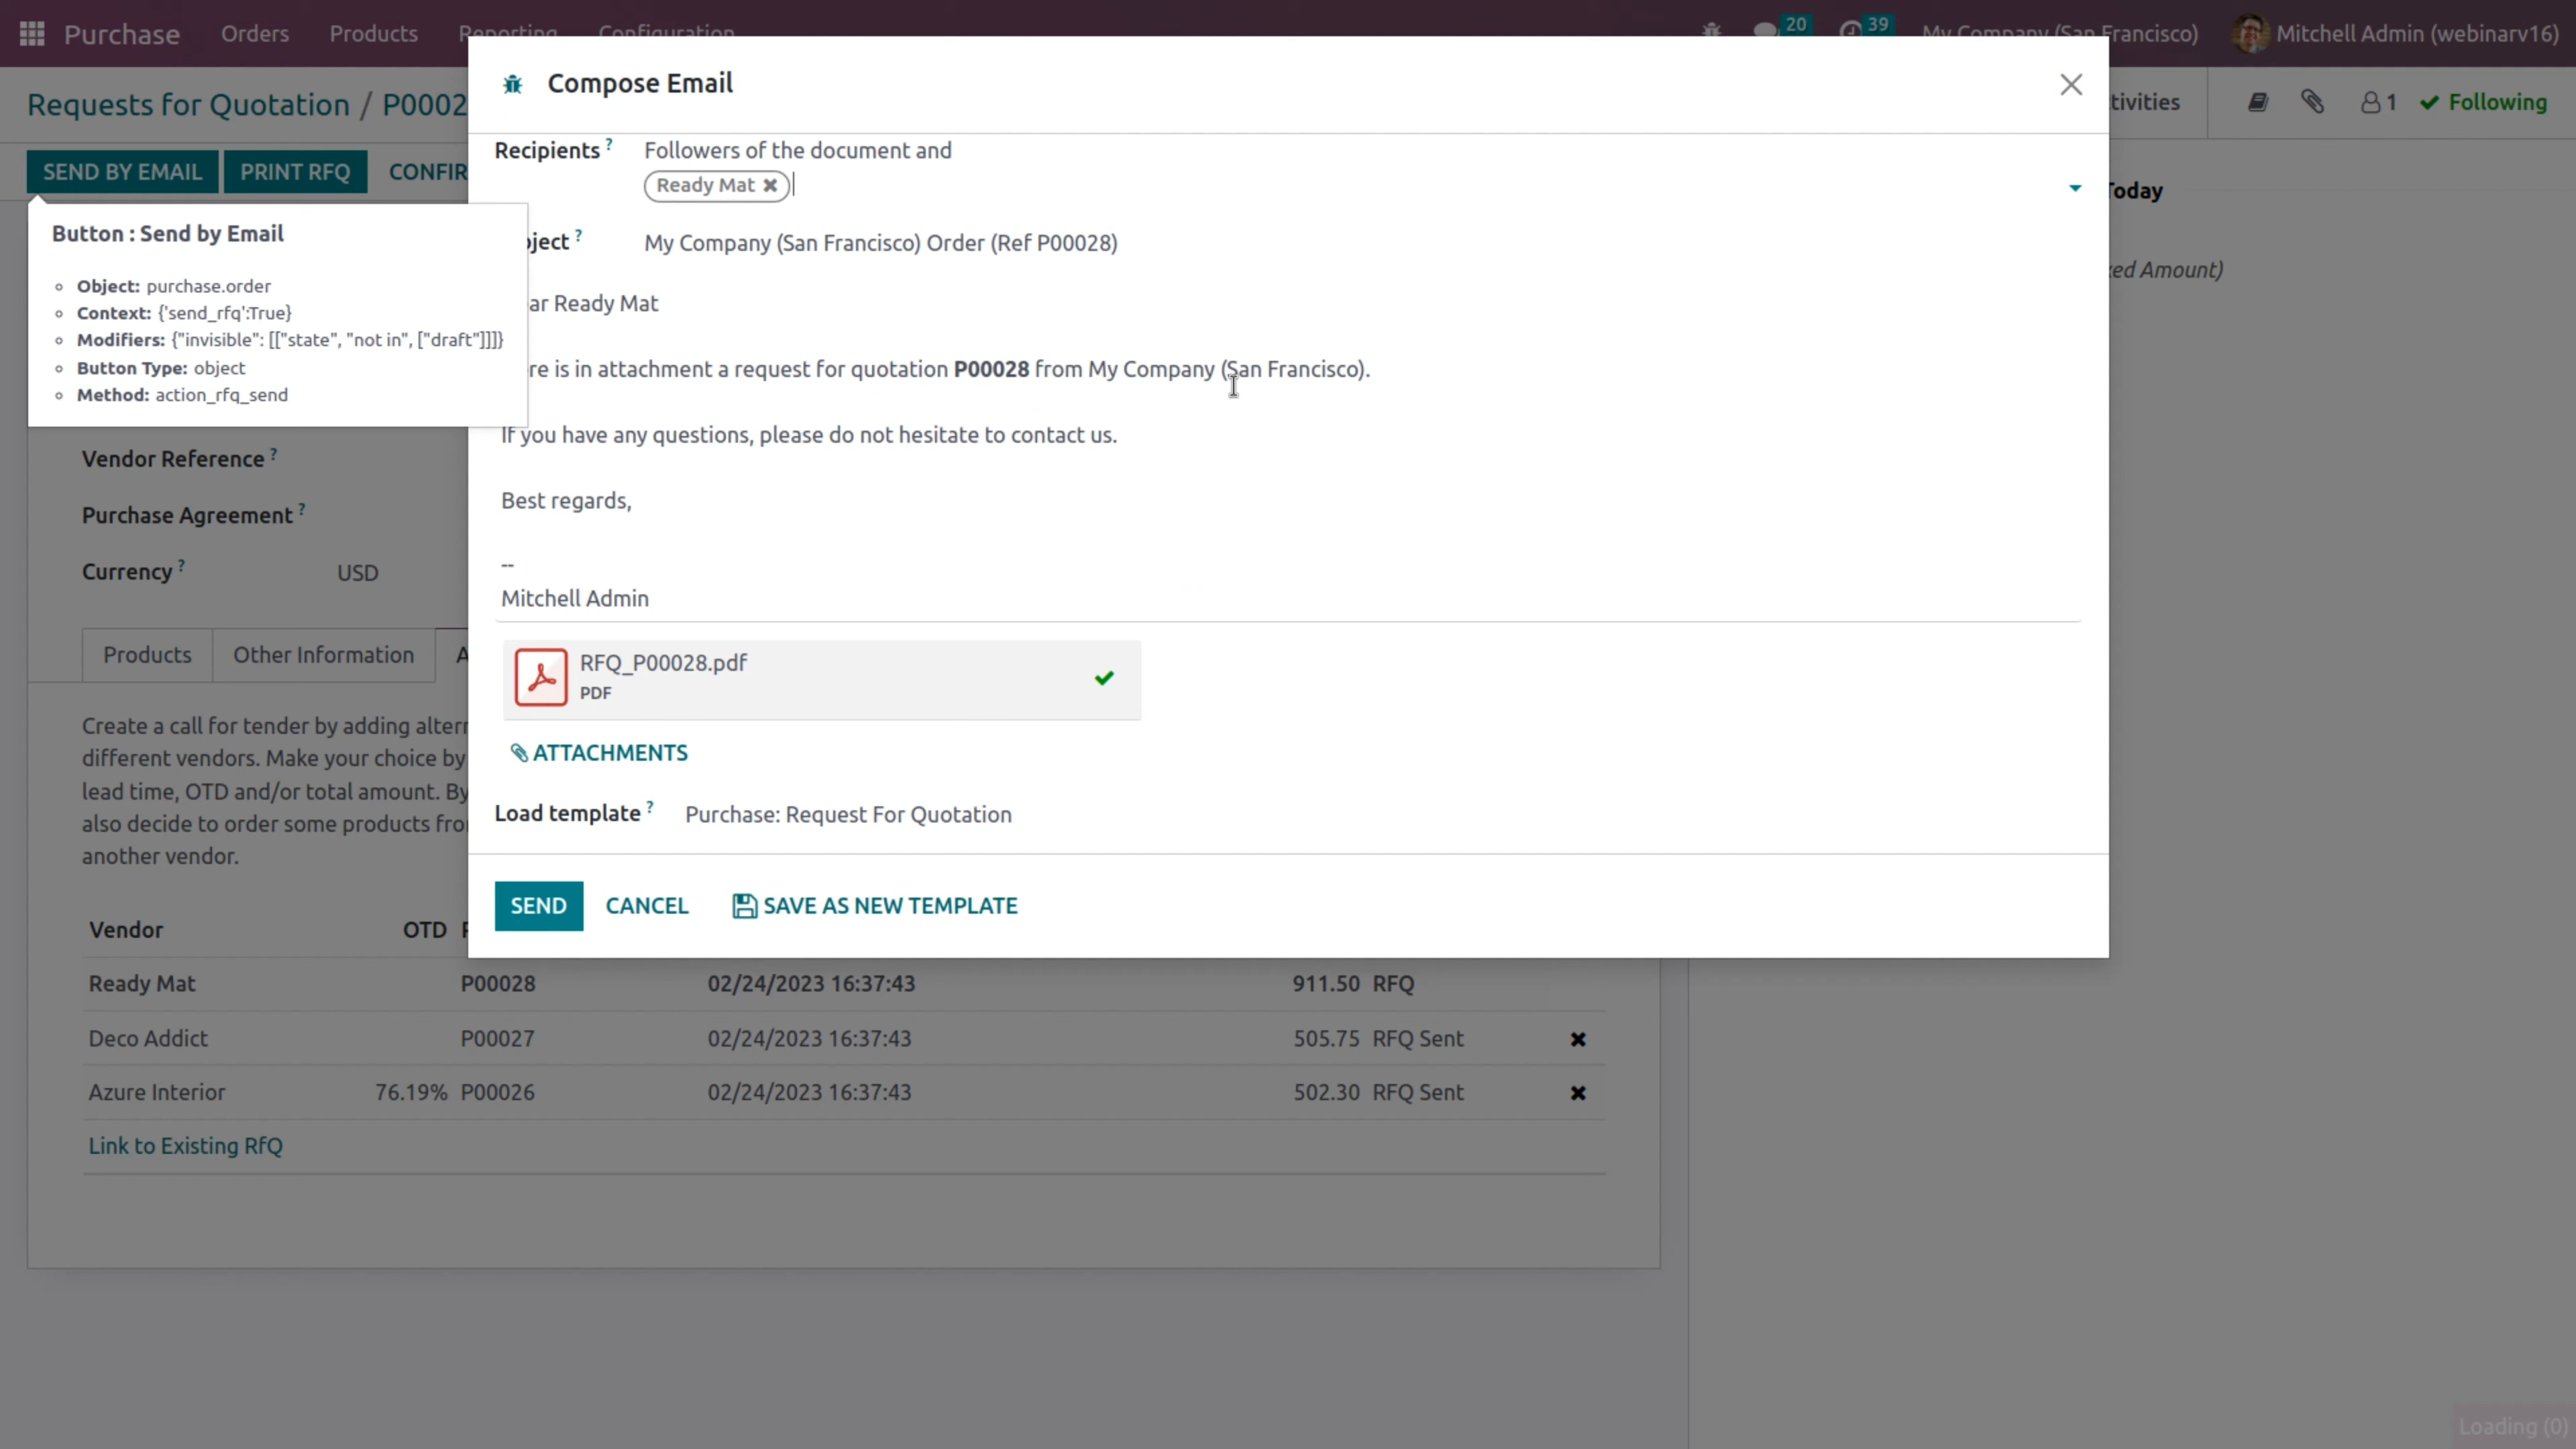 Purchase Orders Products Reporting Configuration 20 39 My Company (San Francisco) Mitchell Admin (webinarv16)
Requests for Quotation / P0002
1 Following
SEND BY EMAIL PRINT RFQ
Today
Button : Send by Email
Object: purchase.order
Context: {'send_rfq':True}
Modifiers: {"invisible": [["state", "not in", ["draft"]]]}
Button Type: object
Method: action_rfq_send
Vendor Reference ?
Purchase Agreement ?
Currency ? USD
Products Other Information A
Create a call for tender by adding altern
different vendors. Make your choice by
lead time, OTD and/or total amount. By
also decide to order some products from
another vendor.
Vendor OTD
Ready Mat P00028 02/24/2023 16:37:43 911.50 RFQ
Deco Addict P00027 02/24/2023 16:37:43 505.75 RFQ Sent
Azure Interior 76.19% P00026 02/24/2023 16:37:43 502.30 RFQ Sent
Link to Existing RfQ
Compose Email
Recipients ? Followers of the document and
Ready Mat
ject ? My Company (San Francisco) Order (Ref P00028)
ar Ready Mat
re is in attachment a request for quotation P00028 from My Company (San Francisco).
If you have any questions, please do not hesitate to contact us.
Best regards,
--
Mitchell Admin
RFQ_P00028.pdf
PDF
ATTACHMENTS
Load template ? Purchase: Request For Quotation
SEND CANCEL SAVE AS NEW TEMPLATE
Loading (0)